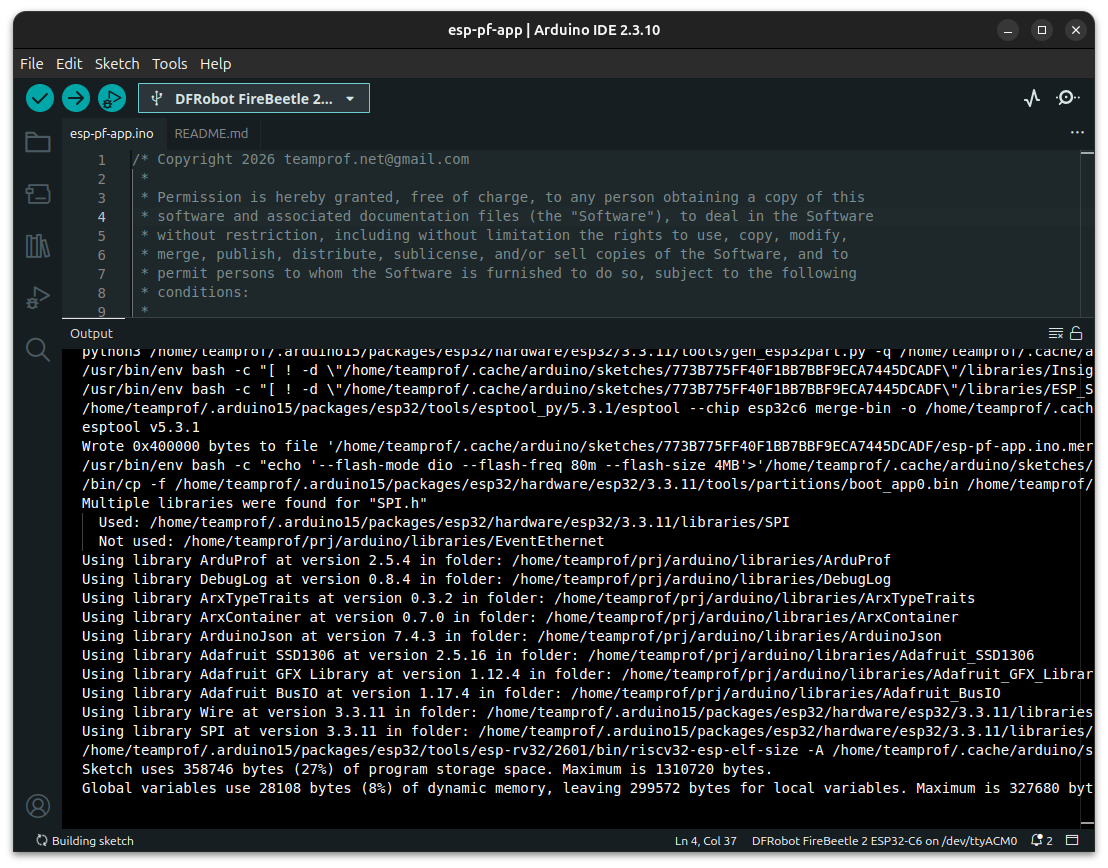 esp-pf-app | Arduino IDE 2.3.10
File Edit Sketch Tools Help
DFRobot FireBeetle 2...
esp-pf-app.ino README.md
1 /* Copyright 2026 teamprof.net@gmail.com
2 *
3 * Permission is hereby granted, free of charge, to any person obtaining a copy of this
4 * software and associated documentation files (the "Software"), to deal in the Software
5 * without restriction, including without limitation the rights to use, copy, modify,
6 * merge, publish, distribute, sublicense, and/or sell copies of the Software, and to
7 * permit persons to whom the Software is furnished to do so, subject to the following
8 * conditions:
9 *
Output
python3 /home/teamprof/.arduino15/packages/esp32/hardware/esp32/3.3.11/tools/gen_esp32part.py -q /home/teamprof/.cache/a
/usr/bin/env bash -c "[ ! -d \"/home/teamprof/.cache/arduino/sketches/773B775FF40F1BB7BBF9ECA7445DCADF\"/libraries/Insig
/usr/bin/env bash -c "[ ! -d \"/home/teamprof/.cache/arduino/sketches/773B775FF40F1BB7BBF9ECA7445DCADF\"/libraries/ESP_S
/home/teamprof/.arduino15/packages/esp32/tools/esptool_py/5.3.1/esptool --chip esp32c6 merge-bin -o /home/teamprof/.cach
esptool v5.3.1
Wrote 0x400000 bytes to file '/home/teamprof/.cache/arduino/sketches/773B775FF40F1BB7BBF9ECA7445DCADF/esp-pf-app.ino.mer
/usr/bin/env bash -c "echo '--flash-mode dio --flash-freq 80m --flash-size 4MB'>'/home/teamprof/.cache/arduino/sketches/
/bin/cp -f /home/teamprof/.arduino15/packages/esp32/hardware/esp32/3.3.11/tools/partitions/boot_app0.bin /home/teamprof/
Multiple libraries were found for "SPI.h"
Used: /home/teamprof/.arduino15/packages/esp32/hardware/esp32/3.3.11/libraries/SPI
Not used: /home/teamprof/prj/arduino/libraries/EventEthernet
Using library ArduProf at version 2.5.4 in folder: /home/teamprof/prj/arduino/libraries/ArduProf
Using library DebugLog at version 0.8.4 in folder: /home/teamprof/prj/arduino/libraries/DebugLog
Using library ArxTypeTraits at version 0.3.2 in folder: /home/teamprof/prj/arduino/libraries/ArxTypeTraits
Using library ArxContainer at version 0.7.0 in folder: /home/teamprof/prj/arduino/libraries/ArxContainer
Using library ArduinoJson at version 7.4.3 in folder: /home/teamprof/prj/arduino/libraries/ArduinoJson
Using library Adafruit SSD1306 at version 2.5.16 in folder: /home/teamprof/prj/arduino/libraries/Adafruit_SSD1306
Using library Adafruit GFX Library at version 1.12.4 in folder: /home/teamprof/prj/arduino/libraries/Adafruit_GFX_Librar
Using library Adafruit BusIO at version 1.17.4 in folder: /home/teamprof/prj/arduino/libraries/Adafruit_BusIO
Using library Wire at version 3.3.11 in folder: /home/teamprof/.arduino15/packages/esp32/hardware/esp32/3.3.11/libraries
Using library SPI at version 3.3.11 in folder: /home/teamprof/.arduino15/packages/esp32/hardware/esp32/3.3.11/libraries/
/home/teamprof/.arduino15/packages/esp32/tools/esp-rv32/2601/bin/riscv32-esp-elf-size -A /home/teamprof/.cache/arduino/s
Sketch uses 358746 bytes (27%) of program storage space. Maximum is 1310720 bytes.
Global variables use 28108 bytes (8%) of dynamic memory, leaving 299572 bytes for local variables. Maximum is 327680 byt
Building sketch Ln 4, Col 37 DFRobot FireBeetle 2 ESP32-C6 on /dev/ttyACM0 2